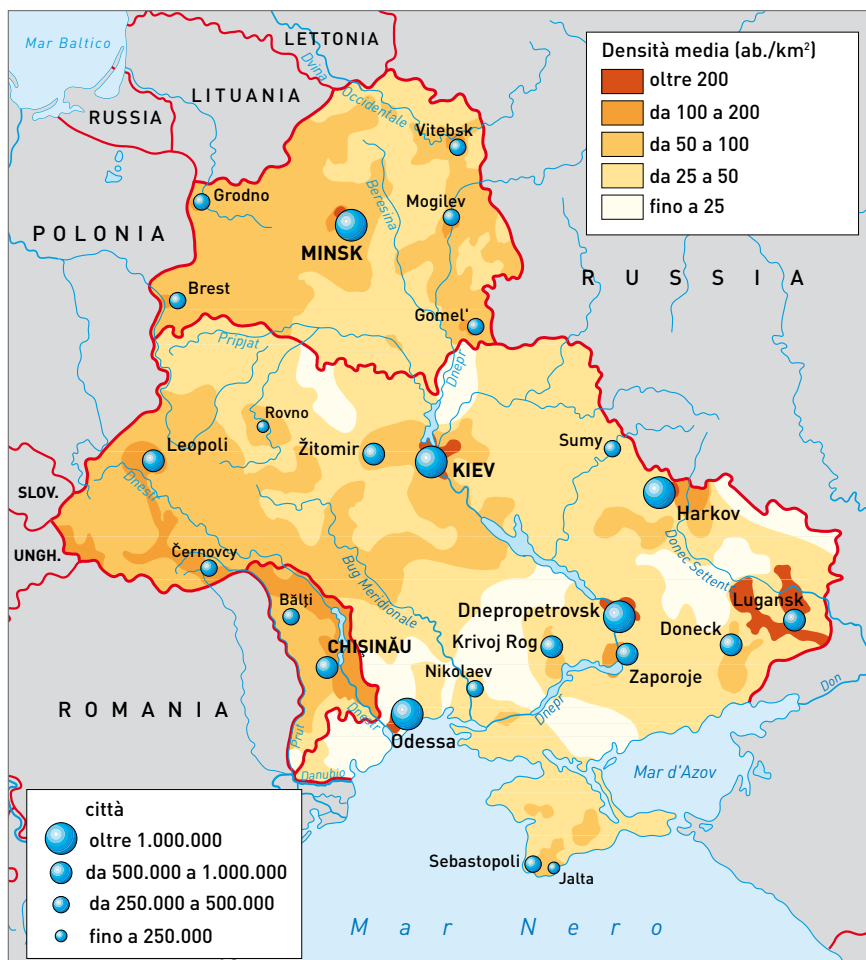 Mar Baltico
LETTONIA
LITUANIA
RUSSIA
Dvina
Occidentale
Vitebsk
Grodno
Beresina
Mogilev
MINSK
POLONIA
Brest
Gomel'
RUSSIA
Pripjat
Dnepr
Rovno
Leopoli
Žitomir
KIEV
Sumy
SLOV.
Dnestr
Harkov
UNGH.
Černovcy
Donec Settent.
Bug Meridionale
Bălţi
Dnepropetrovsk
Lugansk
CHIŞINĂU
Krivoj Rog
Doneck
Nikolaev
Zaporoje
ROMANIA
Prut
Dnestr
Dnepr
Don
Odessa
Danubio
Mar d'Azov
Sebastopoli
Jalta
Mar Nero
Densità media (ab./km²)
oltre 200
da 100 a 200
da 50 a 100
da 25 a 50
fino a 25
città
oltre 1.000.000
da 500.000 a 1.000.000
da 250.000 a 500.000
fino a 250.000